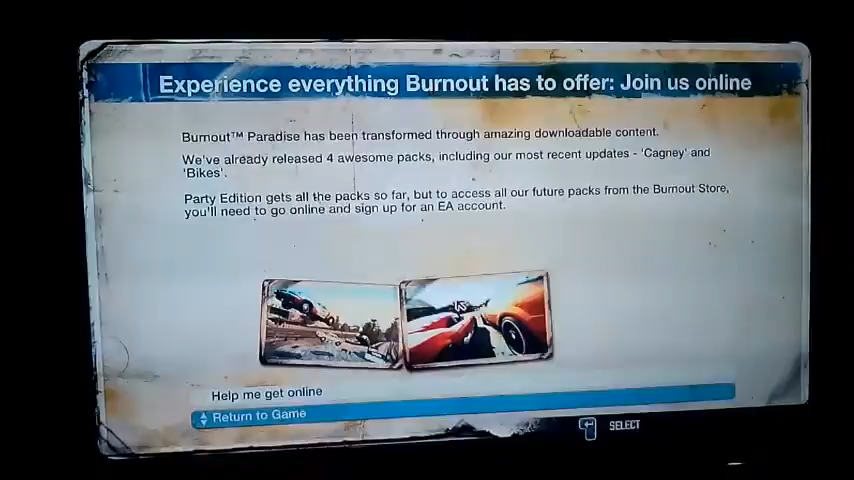 Experience everything Burnout has to offer: Join us online
Burnout™ Paradise has been transformed through amazing downloadable content.
We've already released 4 awesome packs, including our most recent updates - 'Cagney' and
'Bikes'.
Party Edition gets all the packs so far, but to access all our future packs from the Burnout Store,
you'll need to go online and sign up for an EA account.
Help me get online
Return to Game
SELECT